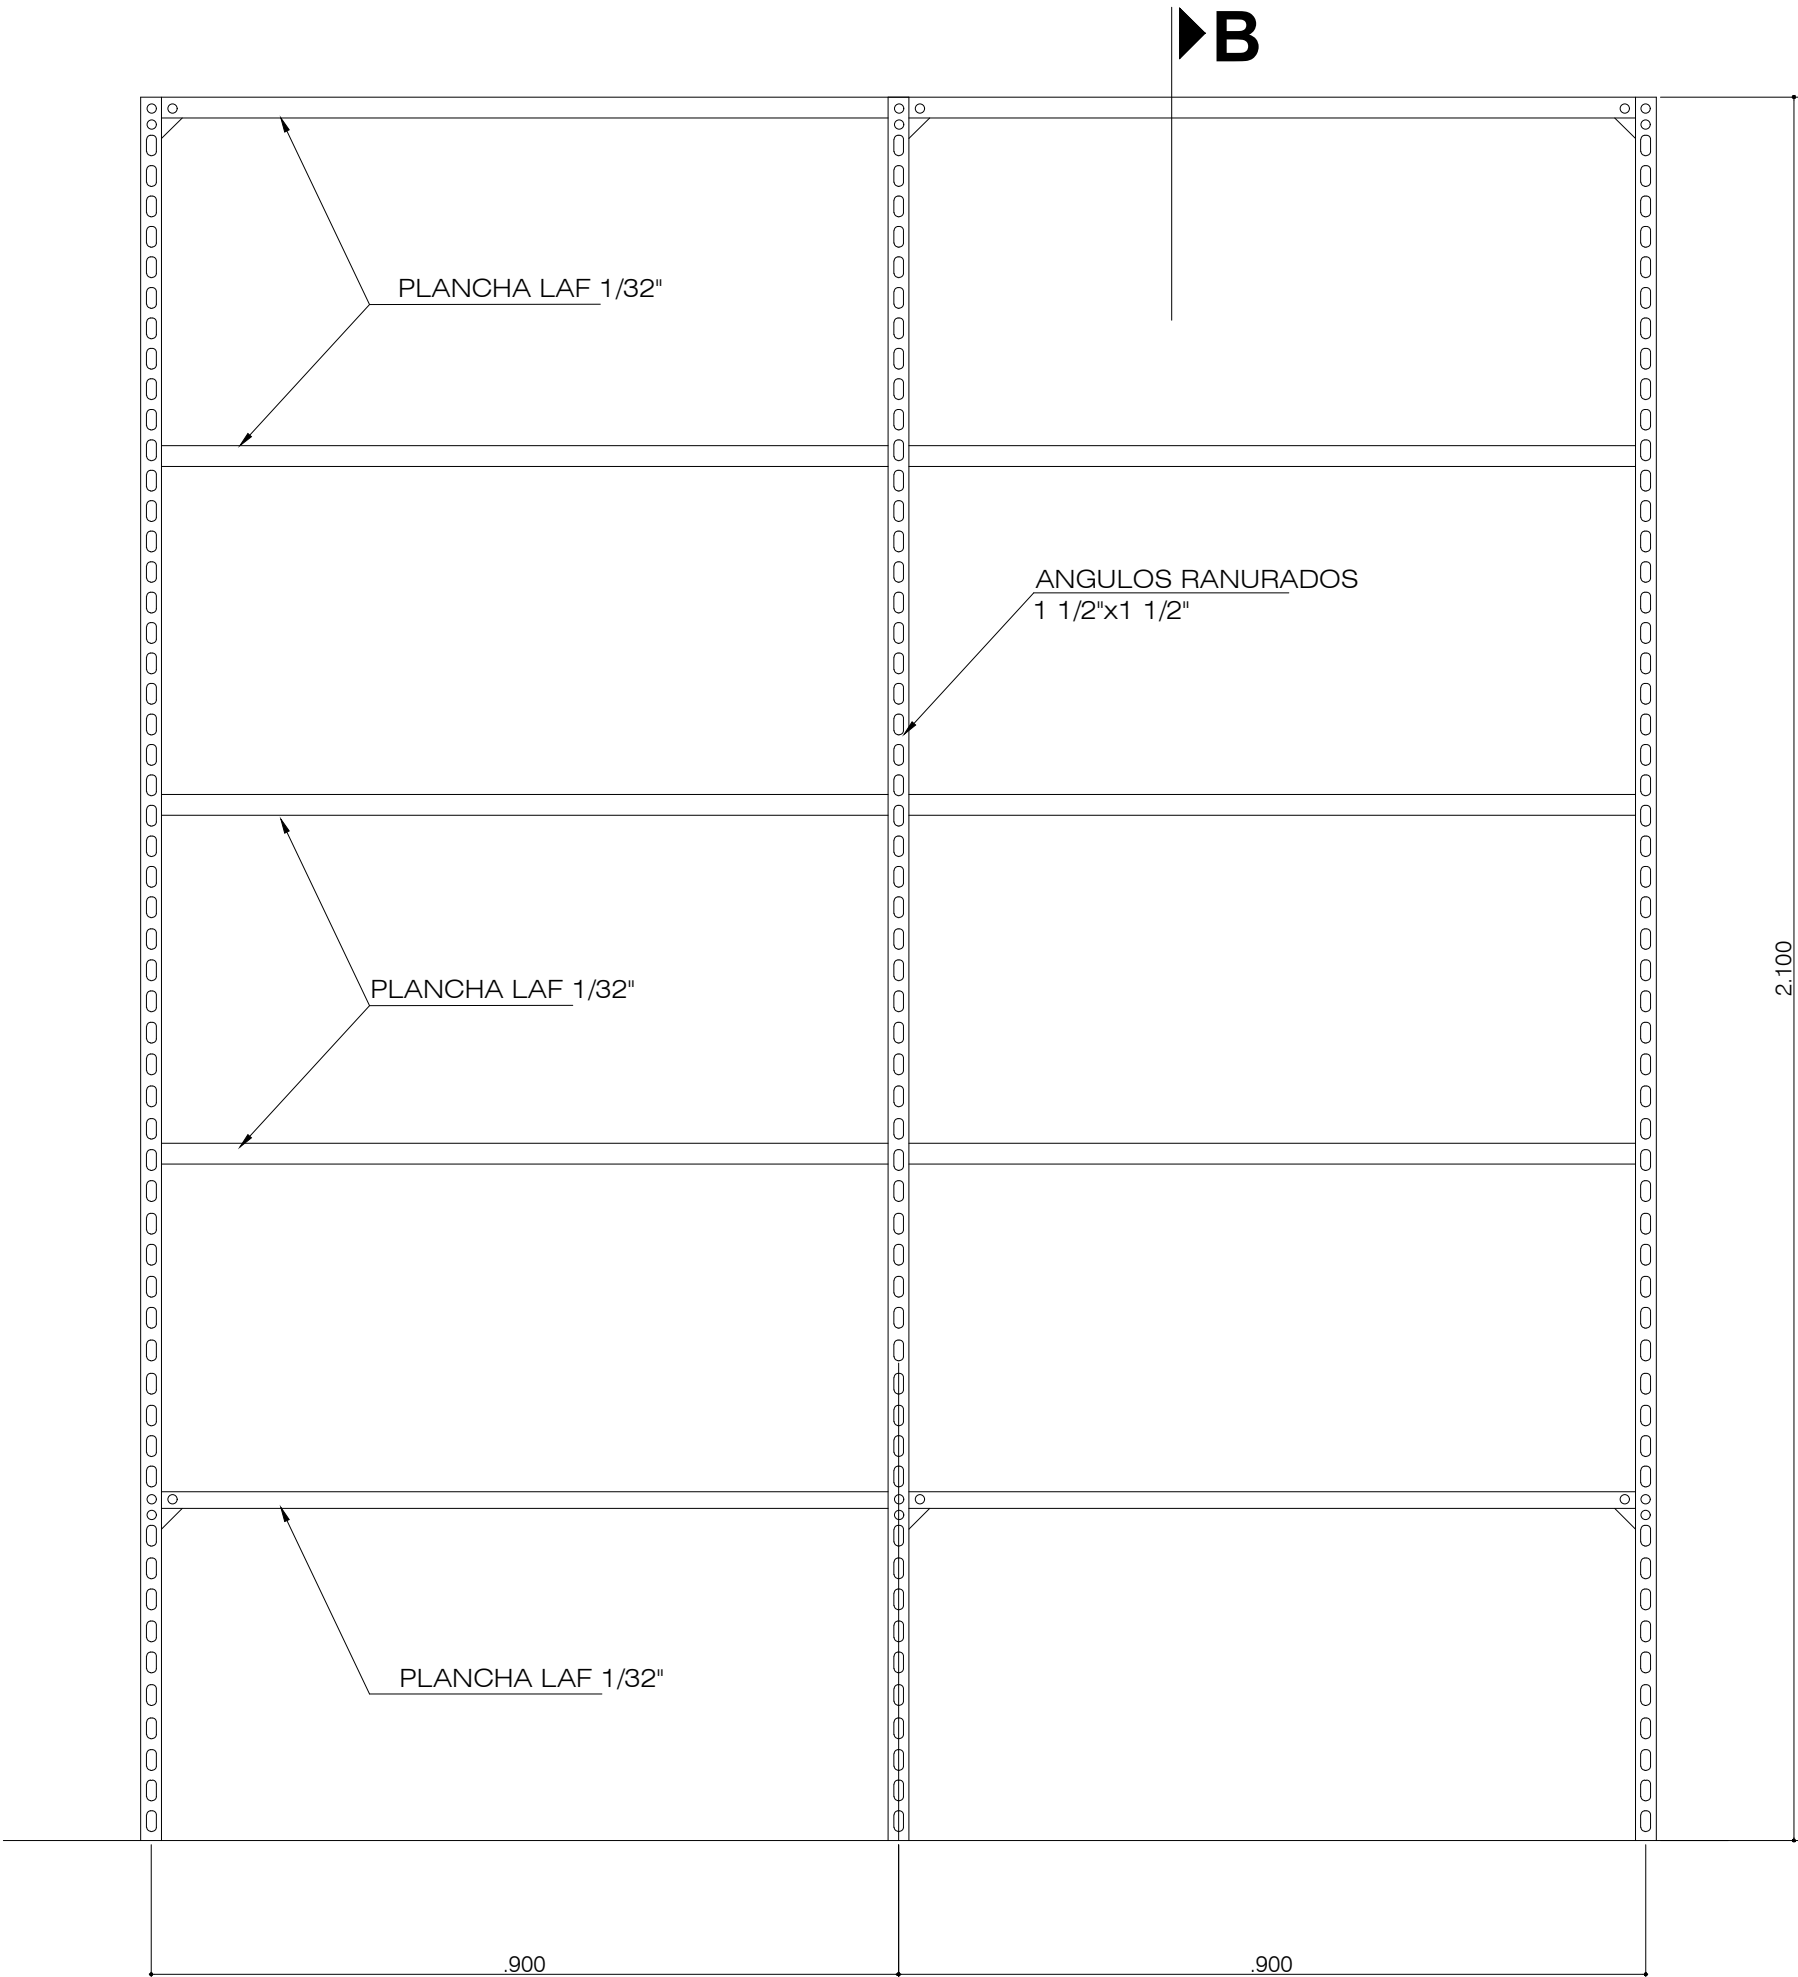 B
PLANCHA LAF 1/32"
ANGULOS RANURADOS
1 1/2"x1 1/2"
PLANCHA LAF 1/32"
2.100
PLANCHA LAF 1/32"
.900
.900